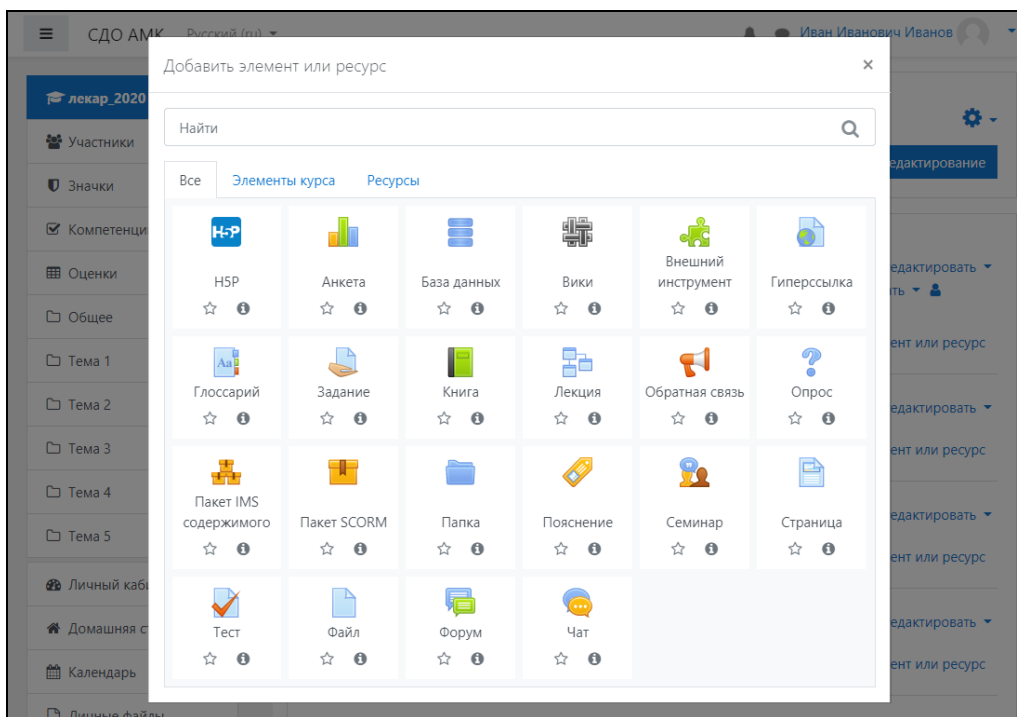 СДО АМК Русский (ru) Иван Иванович Иванов
Добавить элемент или ресурс ×
лекар_2020
Найти
Участники
Значки
Все Элементы курса Ресурсы
Компетенци
Оценки
Общее
Тема 1
Тема 2
Тема 3
Тема 4
Тема 5
Личный каби
Домашняя с
Календарь
Личные файлы
H5P
H5P
Анкета
База данных
Вики
Внешний
инструмент
Гиперссылка
Aa
Глоссарий
Задание
Книга
Лекция
Обратная связь
Опрос
Пакет IMS
содержимого
Пакет SCORM
Папка
Пояснение
Семинар
Страница
Тест
Файл
Форум
Чат
едактирование
едактировать
ть
ент или ресурс
едактировать
ент или ресурс
едактировать
ент или ресурс
едактировать
ент или ресурс